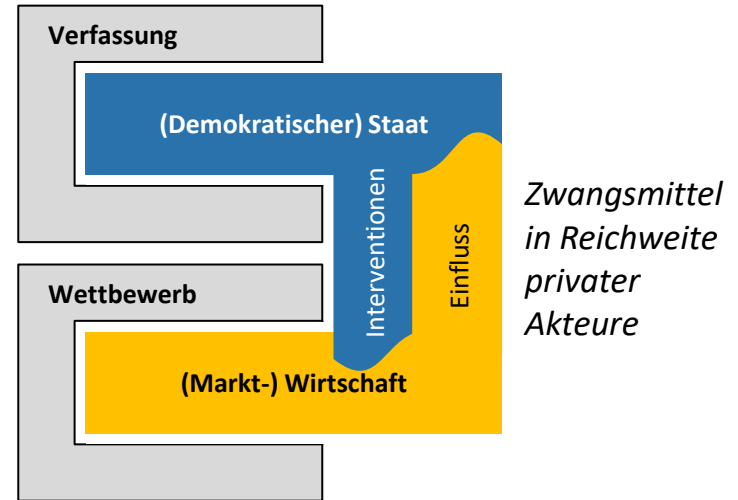 Verfassung
(Demokratischer) Staat
Interventionen
Einfluss
Zwangsmittel
in Reichweite
privater
Akteure
Wettbewerb
(Markt-) Wirtschaft